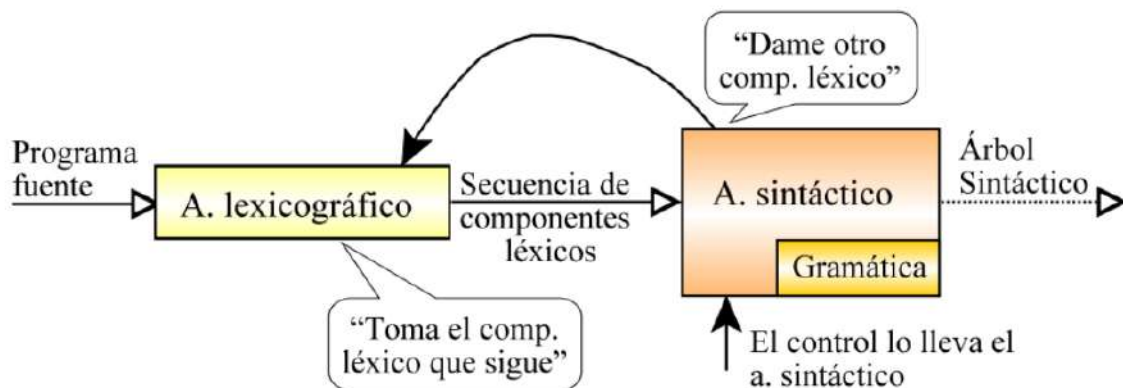 “Dame otro
comp. léxico”
Programa
fuente
A. lexicográfico
Secuencia de
componentes
léxicos
A. sintáctico
Gramática
Árbol
Sintáctico
“Toma el comp.
léxico que sigue”
El control lo lleva el
a. sintáctico